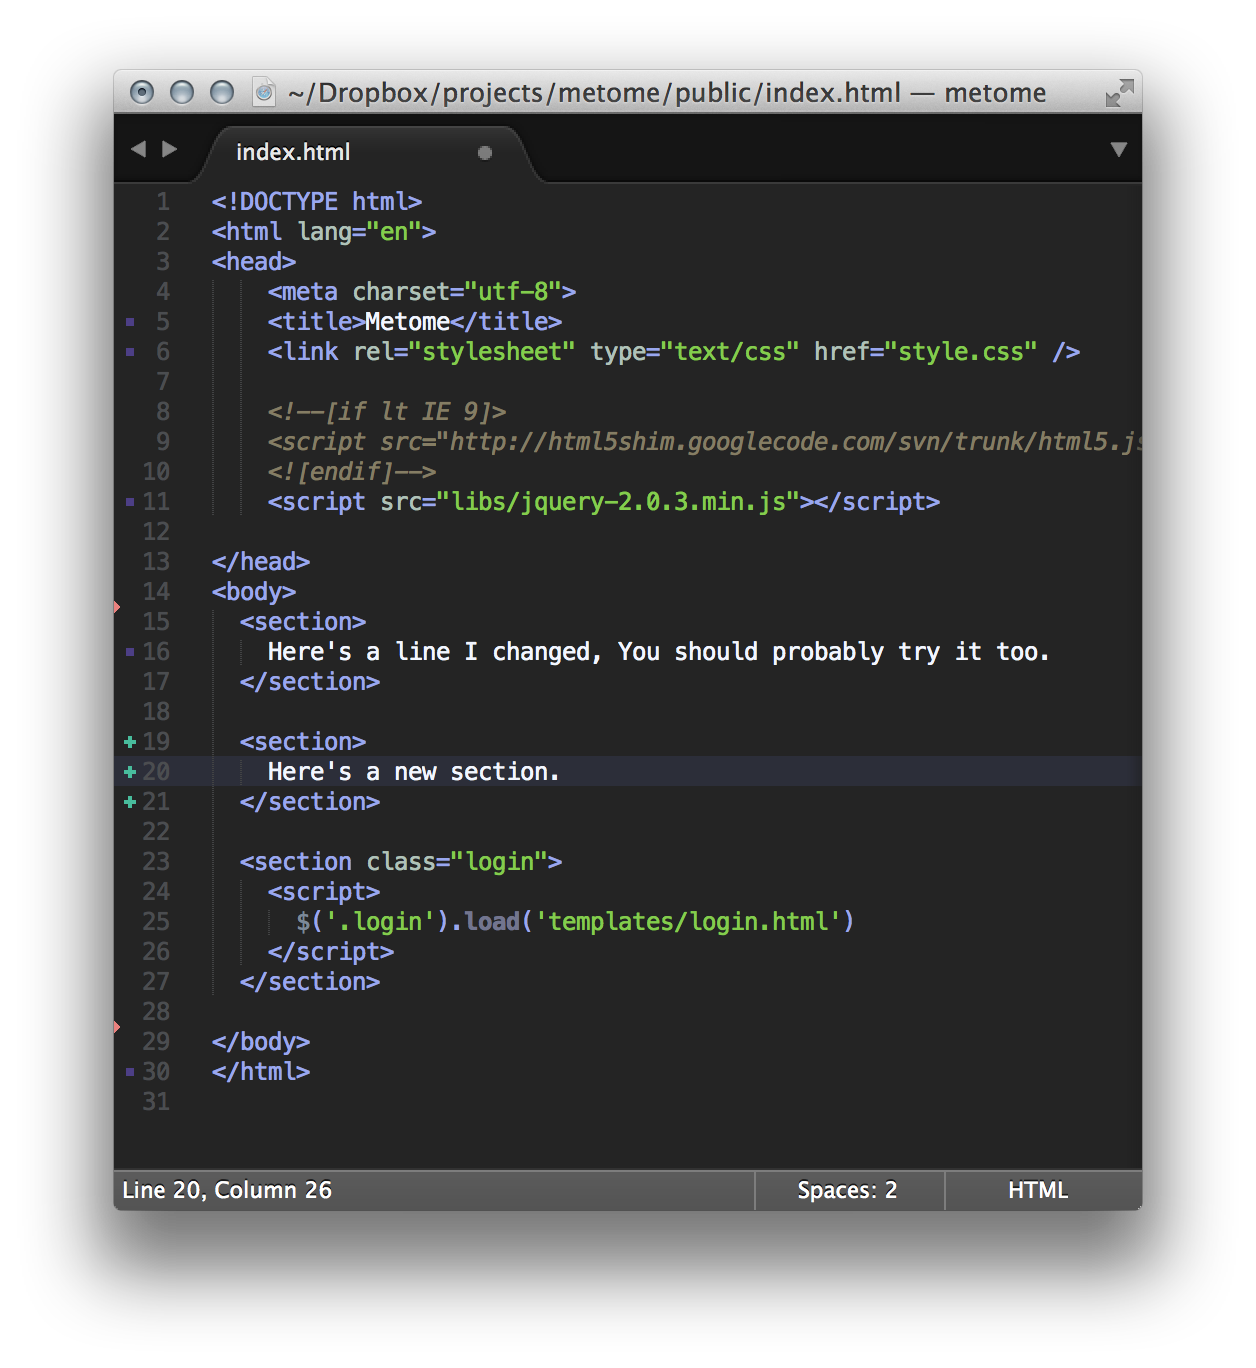 ~/Dropbox/projects/metome/public/index.html — metome
index.html
1 <!DOCTYPE html>
2 <html lang="en">
3 <head>
4 <meta charset="utf-8">
5 <title>Metome</title>
6 <link rel="stylesheet" type="text/css" href="style.css" />
7
8 <!--[if lt IE 9]>
9 <script src="http://html5shim.googlecode.com/svn/trunk/html5.js
10 <![endif]-->
11 <script src="libs/jquery-2.0.3.min.js"></script>
12
13 </head>
14 <body>
15 <section>
16 Here's a line I changed, You should probably try it too.
17 </section>
18
19 <section>
20 Here's a new section.
21 </section>
22
23 <section class="login">
24 <script>
25 $('.login').load('templates/login.html')
26 </script>
27 </section>
28
29 </body>
30 </html>
31
Line 20, Column 26 Spaces: 2 HTML